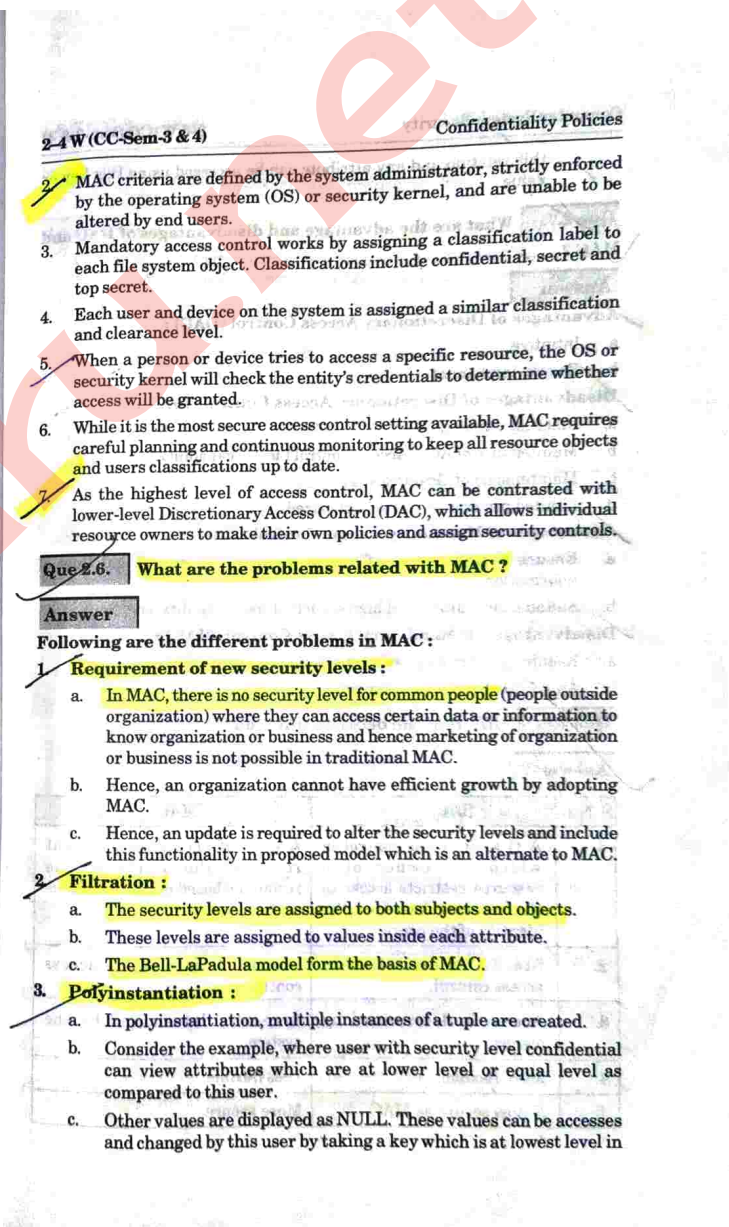 2–4 W (CC-Sem-3 & 4)
Confidentiality Policies
2. MAC criteria are defined by the system administrator, strictly enforced
by the operating system (OS) or security kernel, and are unable to be
altered by end users.
3. Mandatory access control works by assigning a classification label to
each file system object. Classifications include confidential, secret and
top secret.
4. Each user and device on the system is assigned a similar classification
and clearance level.
5. When a person or device tries to access a specific resource, the OS or
security kernel will check the entity's credentials to determine whether
access will be granted.
6. While it is the most secure access control setting available, MAC requires
careful planning and continuous monitoring to keep all resource objects
and users classifications up to date.
7. As the highest level of access control, MAC can be contrasted with
lower-level Discretionary Access Control (DAC), which allows individual
resource owners to make their own policies and assign security controls.
Que 2.6. What are the problems related with MAC ?
Answer
Following are the different problems in MAC :
1. Requirement of new security levels :
a. In MAC, there is no security level for common people (people outside
organization) where they can access certain data or information to
know organization or business and hence marketing of organization
or business is not possible in traditional MAC.
b. Hence, an organization cannot have efficient growth by adopting
MAC.
c. Hence, an update is required to alter the security levels and include
this functionality in proposed model which is an alternate to MAC.
2. Filtration :
a. The security levels are assigned to both subjects and objects.
b. These levels are assigned to values inside each attribute.
c. The Bell-LaPadula model form the basis of MAC.
3. Polyinstantiation :
a. In polyinstantiation, multiple instances of a tuple are created.
b. Consider the example, where user with security level confidential
can view attributes which are at lower level or equal level as
compared to this user.
c. Other values are displayed as NULL. These values can be accesses
and changed by this user by taking a key which is at lowest level in
ru.net